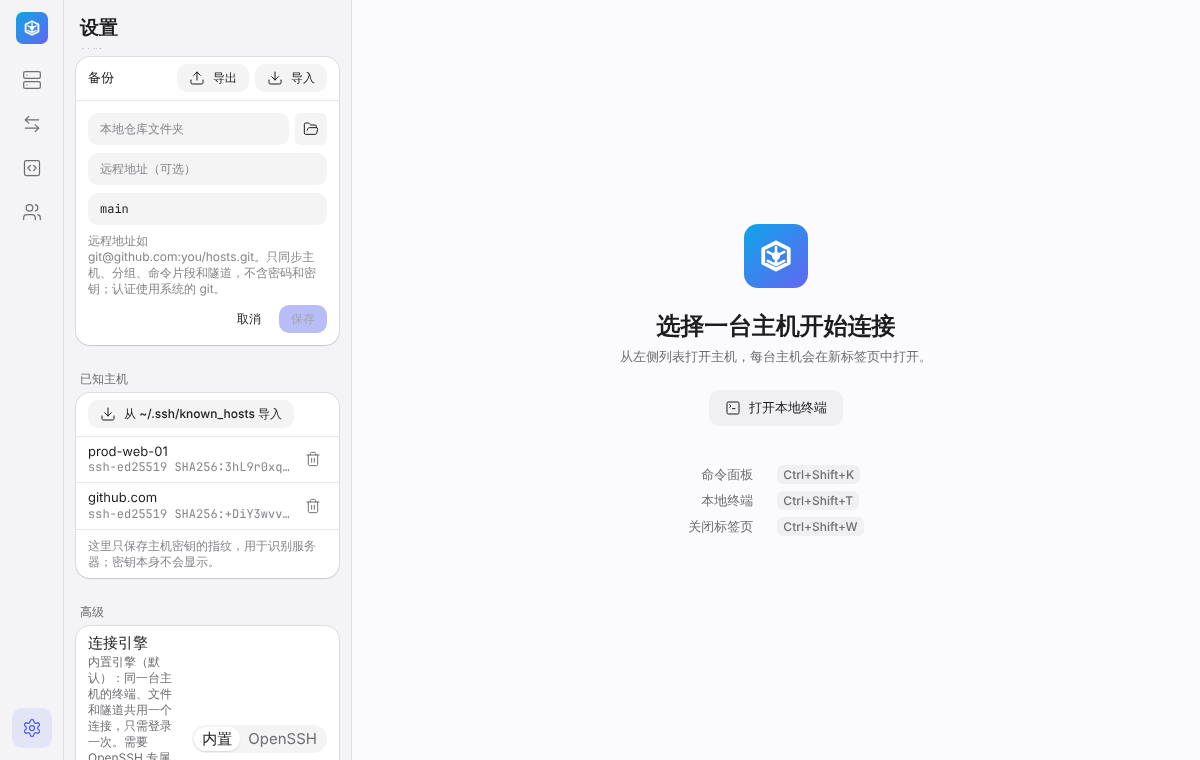 设置
备份
导出
导入
本地仓库文件夹
远程地址（可选）
main
远程地址如
git@github.com:you/hosts.git。只同步主
机、分组、命令片段和隧道，不含密码和密
钥；认证使用系统的 git。
取消
保存
已知主机
从 ~/.ssh/known_hosts 导入
prod-web-01
ssh-ed25519 SHA256:3hL9r0xq…
github.com
ssh-ed25519 SHA256:+DiY3wvv…
这里只保存主机密钥的指纹，用于识别服务
器；密钥本身不会显示。
高级
连接引擎
内置引擎（默
认）：同一台主
机的终端、文件
和隧道共用一个
连接，只需登录
一次。需要
OpenSSH 专属
内置
OpenSSH
选择一台主机开始连接
从左侧列表打开主机，每台主机会在新标签页中打开。
打开本地终端
命令面板 Ctrl+Shift+K
本地终端 Ctrl+Shift+T
关闭标签页 Ctrl+Shift+W